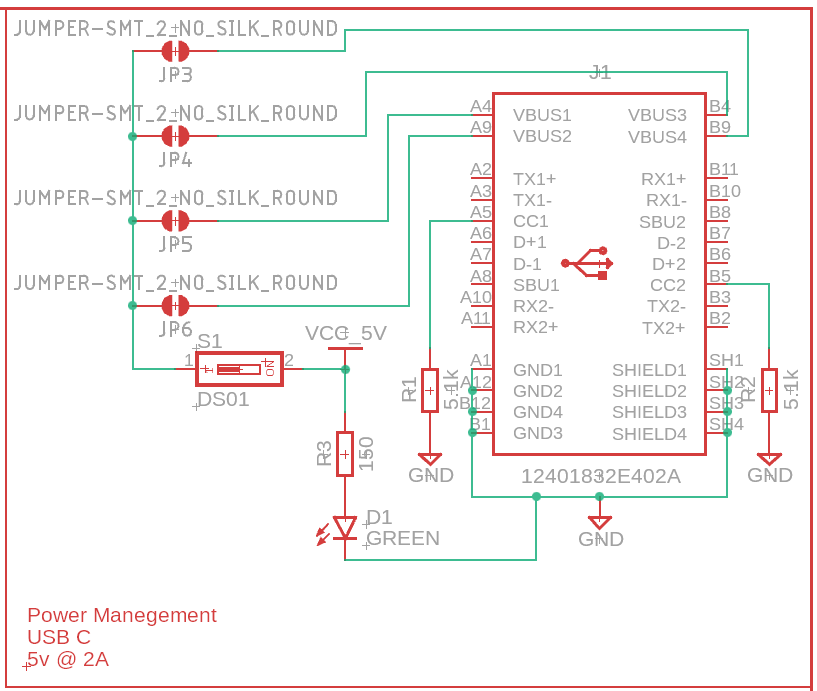 JUMPER-SMT_2_NO_SILK_ROUND
JP3
JUMPER-SMT_2_NO_SILK_ROUND
JP4
JUMPER-SMT_2_NO_SILK_ROUND
JP5
JUMPER-SMT_2_NO_SILK_ROUND
JP6
S1
1
2
NO
DS01
VCC_5V
R3
150
D1
GREEN
R1
5.1k
GND
J1
A4 VBUS1 VBUS3 B4
A9 VBUS2 VBUS4 B9
A2 TX1+ RX1+ B11
A3 TX1- RX1- B10
A5 CC1 SBU2 B8
A6 D+1 D-2 B7
A7 D-1 D+2 B6
A8 SBU1 CC2 B5
A10 RX2- TX2- B3
A11 RX2+ TX2+ B2
A1 GND1 SHIELD1 SH1
A12 GND2 SHIELD2 SH2
B12 GND4 SHIELD3 SH3
B1 GND3 SHIELD4 SH4
12401832E402A
GND
R2
5.1k
GND
Power Manegement
USB C
5v @ 2A